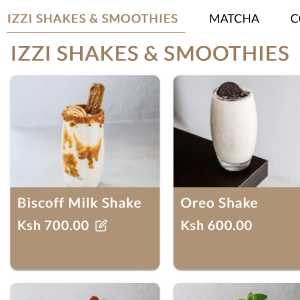 IZZI SHAKES & SMOOTHIES MATCHA
IZZI SHAKES & SMOOTHIES
Biscoff Milk Shake
Ksh 700.00
Oreo Shake
Ksh 600.00